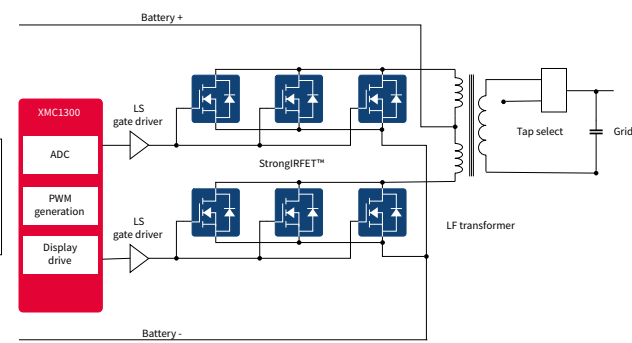 Battery +
XMC1300
LS
gate driver
ADC
StrongIRFET™
Tap select
Grid
PWM
generation
LS
gate driver
LF transformer
Display
drive
Battery -